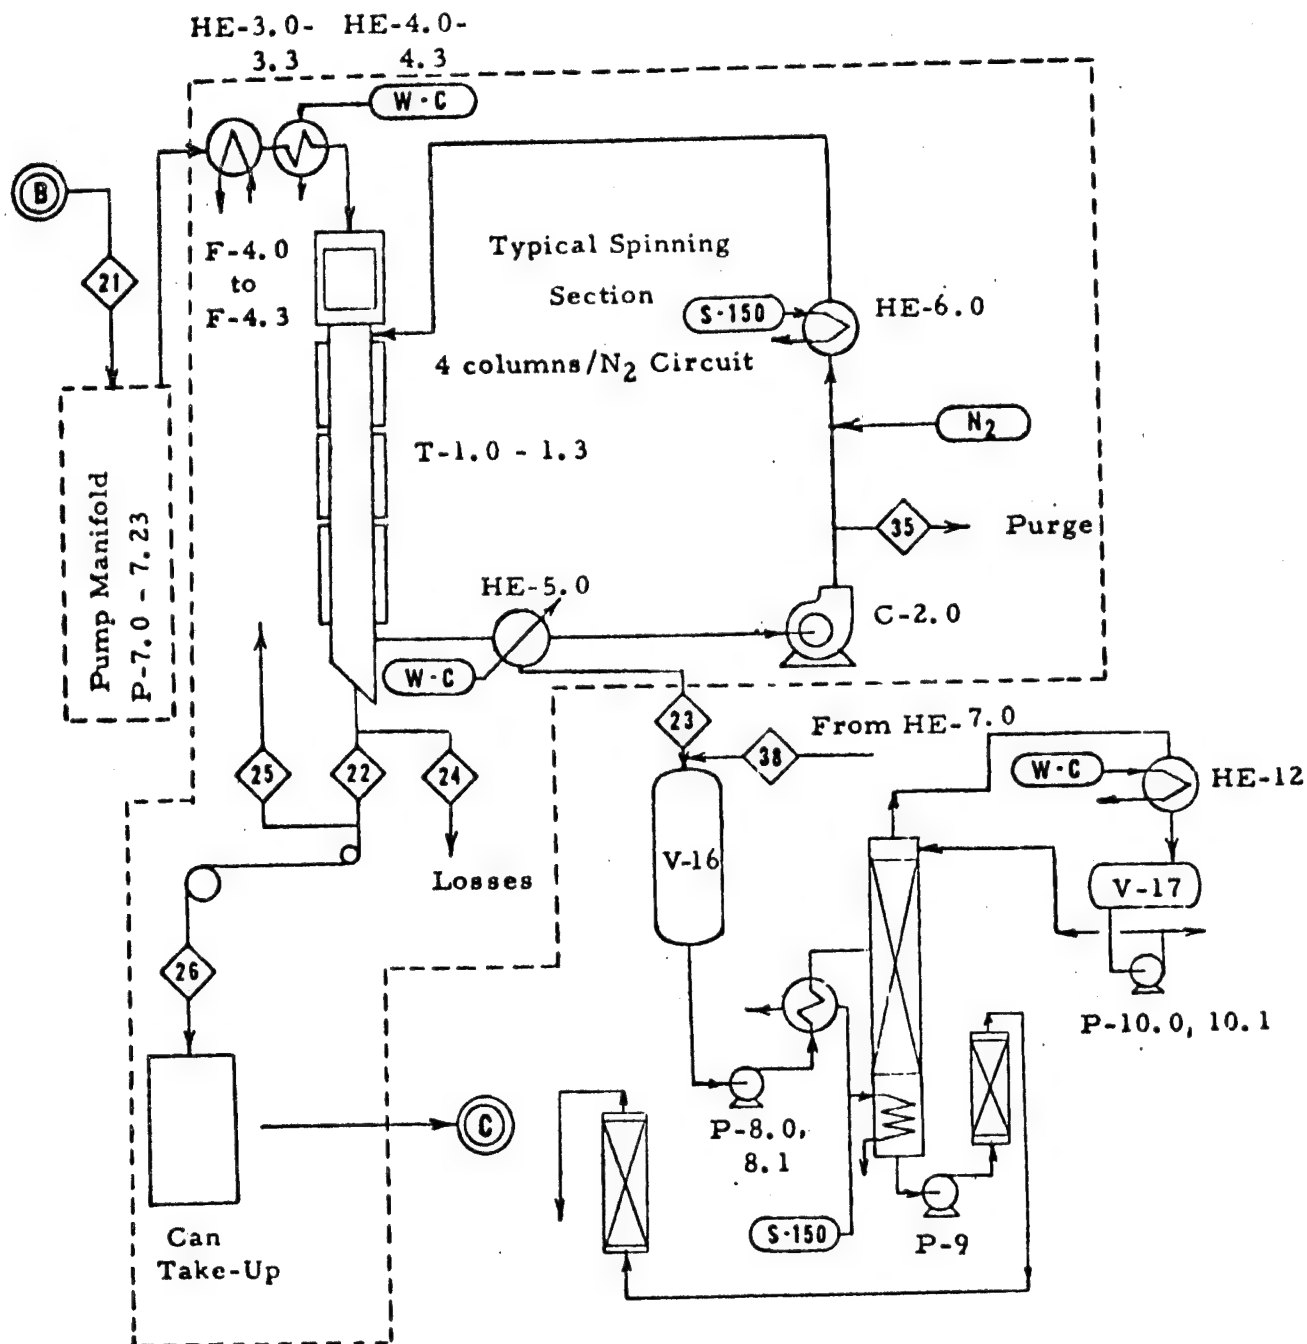 HE-3.0- HE-4.0-
3.3 4.3
W-C
B
F-4.0
to
F-4.3
Typical Spinning
Section
S-150
HE-6.0
21
4 columns/N2 Circuit
N2
T-1.0 - 1.3
Pump Manifold
P-7.0 - 7.23
35
Purge
HE-5.0
C-2.0
W-C
23
From HE-7.0
38
25
22
24
W-C
HE-12
V-16
Losses
V-17
26
P-10.0, 10.1
P-8.0,
8.1
C
S-150
P-9
Can
Take-Up